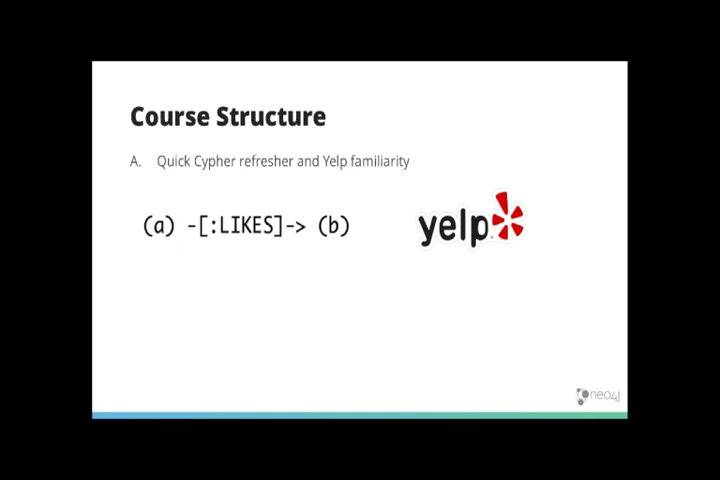 Course Structure
A. Quick Cypher refresher and Yelp familiarity
(a) -[:LIKES]-> (b)
yelp
neo4j